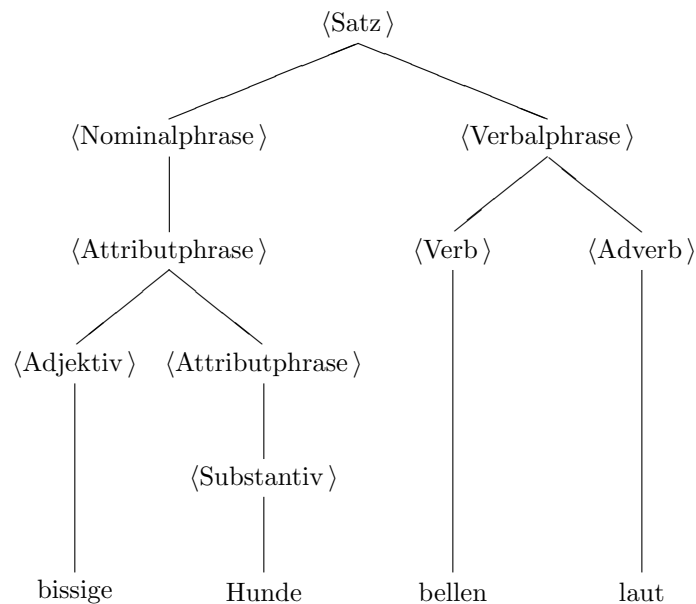 ⟨Satz⟩
⟨Nominalphrase⟩ ⟨Verbalphrase⟩
⟨Attributphrase⟩ ⟨Verb⟩ ⟨Adverb⟩
⟨Adjektiv⟩ ⟨Attributphrase⟩
⟨Substantiv⟩
bissige Hunde bellen laut